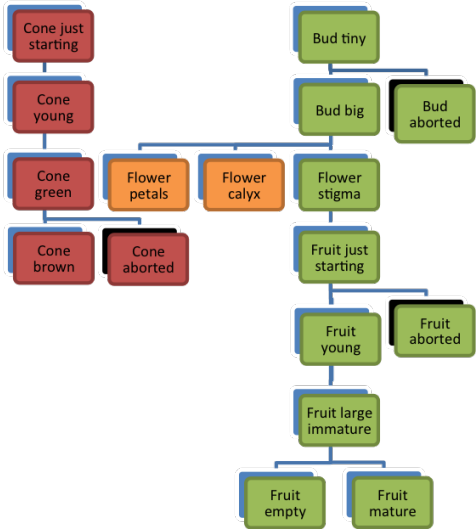 Cone just
starting
Cone
young
Cone
green
Cone
brown
Cone
aborted
Bud tiny
Bud
aborted
Bud big
Flower
petals
Flower
calyx
Flower
stigma
Fruit just
starting
Fruit
young
Fruit
aborted
Fruit large
immature
Fruit
empty
Fruit
mature